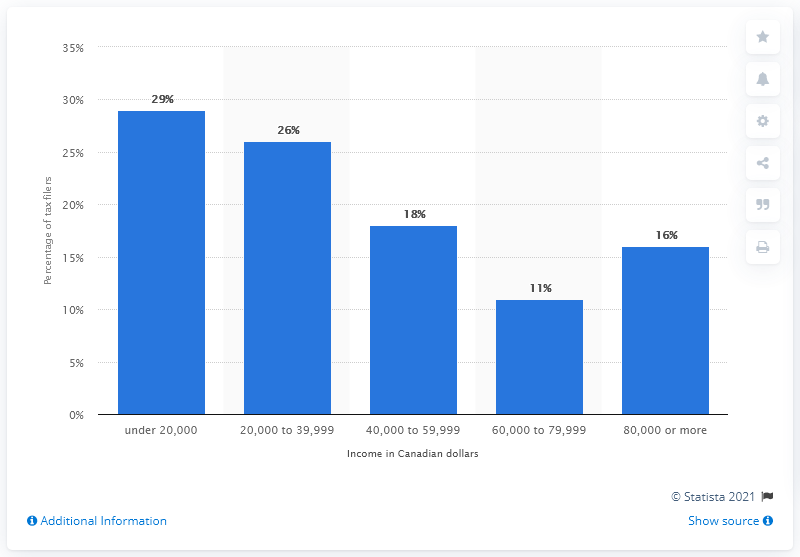 35%
30%
25%
20%
15%
10%
5%
0%
Percentage of taxfilers
29%
26%
18%
11%
16%
under 20,000
20,000 to 39,999
40,000 to 59,999
60,000 to 79,999
80,000 or more
Income in Canadian dollars
© Statista 2021
Additional Information
Show source